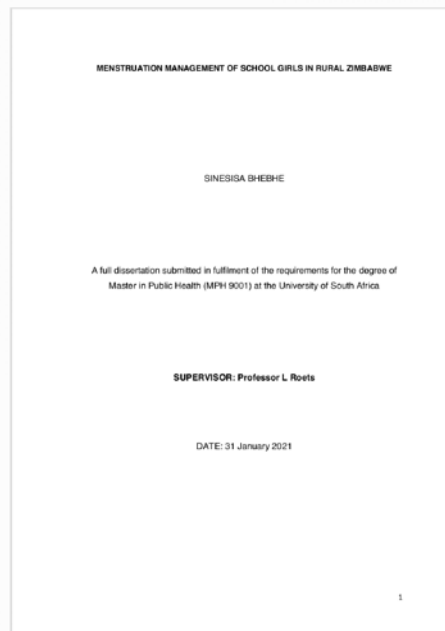 MENSTRUATION MANAGEMENT OF SCHOOL GIRLS IN RURAL ZIMBABWE
SINESISA BHEBHE
A full dissertation submitted in fulfilment of the requirements for the degree of
Master in Public Health (MPH 9001) at the University of South Africa
SUPERVISOR: Professor L Roets
DATE: 31 January 2021
1